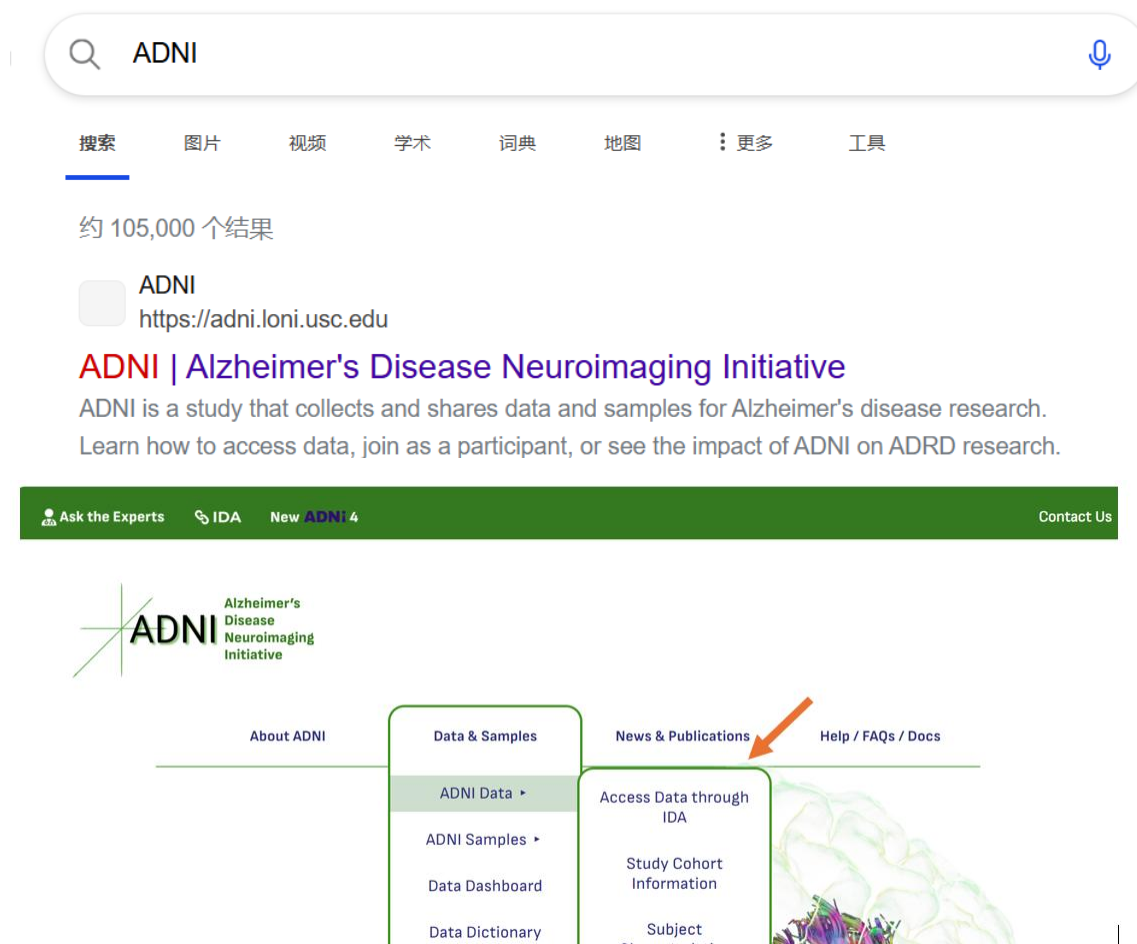 ADNI
搜索 图片 视频 学术 词典 地图 更多 工具
约 105,000 个结果
ADNI
https://adni.loni.usc.edu
ADNI | Alzheimer's Disease Neuroimaging Initiative
ADNI is a study that collects and shares data and samples for Alzheimer's disease research.
Learn how to access data, join as a participant, or see the impact of ADNI on ADRD research.
Ask the Experts IDA New ADNi 4 Contact Us
ADNI
Alzheimer's
Disease
Neuroimaging
Initiative
About ADNI Data & Samples News & Publications Help / FAQs / Docs
ADNI Data
ADNI Samples
Data Dashboard
Data Dictionary
Access Data through
IDA
Study Cohort
Information
Subject